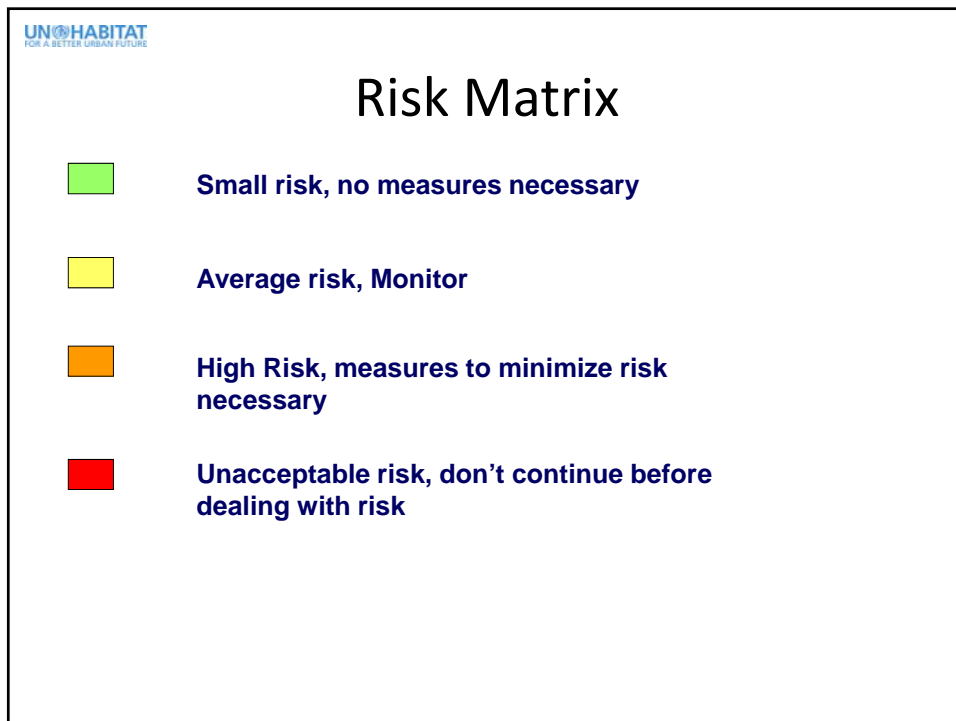 UN HABITAT
FOR A BETTER URBAN FUTURE
Risk Matrix
Small risk, no measures necessary
Average risk, Monitor
High Risk, measures to minimize risk
necessary
Unacceptable risk, don’t continue before
dealing with risk